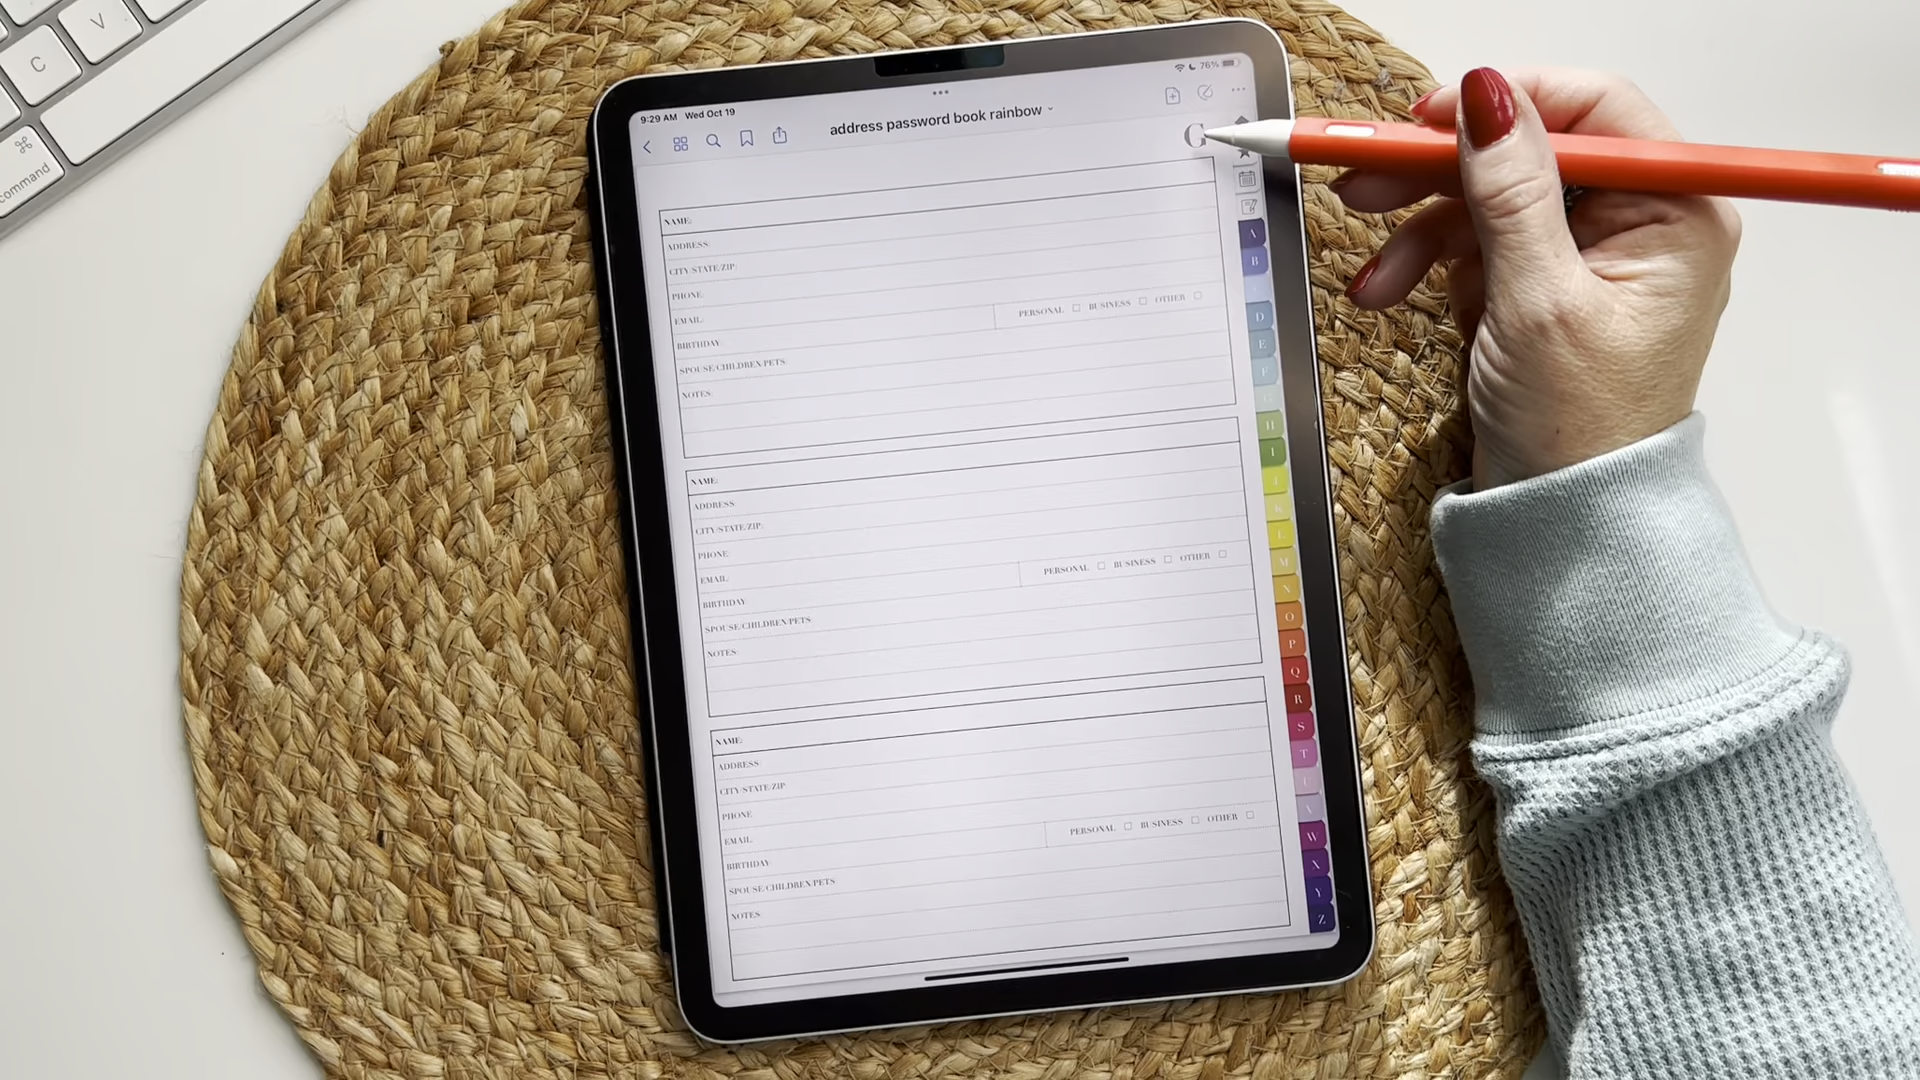 C
V
⌘
command
9:29 AM Wed Oct 19
76%
address password book rainbow
G
NAME:
ADDRESS:
CITY/STATE/ZIP:
PHONE:
EMAIL:
PERSONAL BUSINESS OTHER
BIRTHDAY:
SPOUSE/CHILDREN/PETS:
NOTES:
NAME:
ADDRESS:
CITY/STATE/ZIP:
PHONE:
EMAIL:
PERSONAL BUSINESS OTHER
BIRTHDAY
SPOUSE/CHILDREN/PETS
NOTES:
NAME:
ADDRESS:
CITY/STATE/ZIP
PHONE
EMAIL
PERSONAL BUSINESS OTHER
BIRTHDAY
SPOUSE/CHILDREN/PETS
NOTES
A
B
D
E
F
G
H
I
J
K
L
M
N
O
P
Q
R
S
T
U
V
W
X
Y
Z